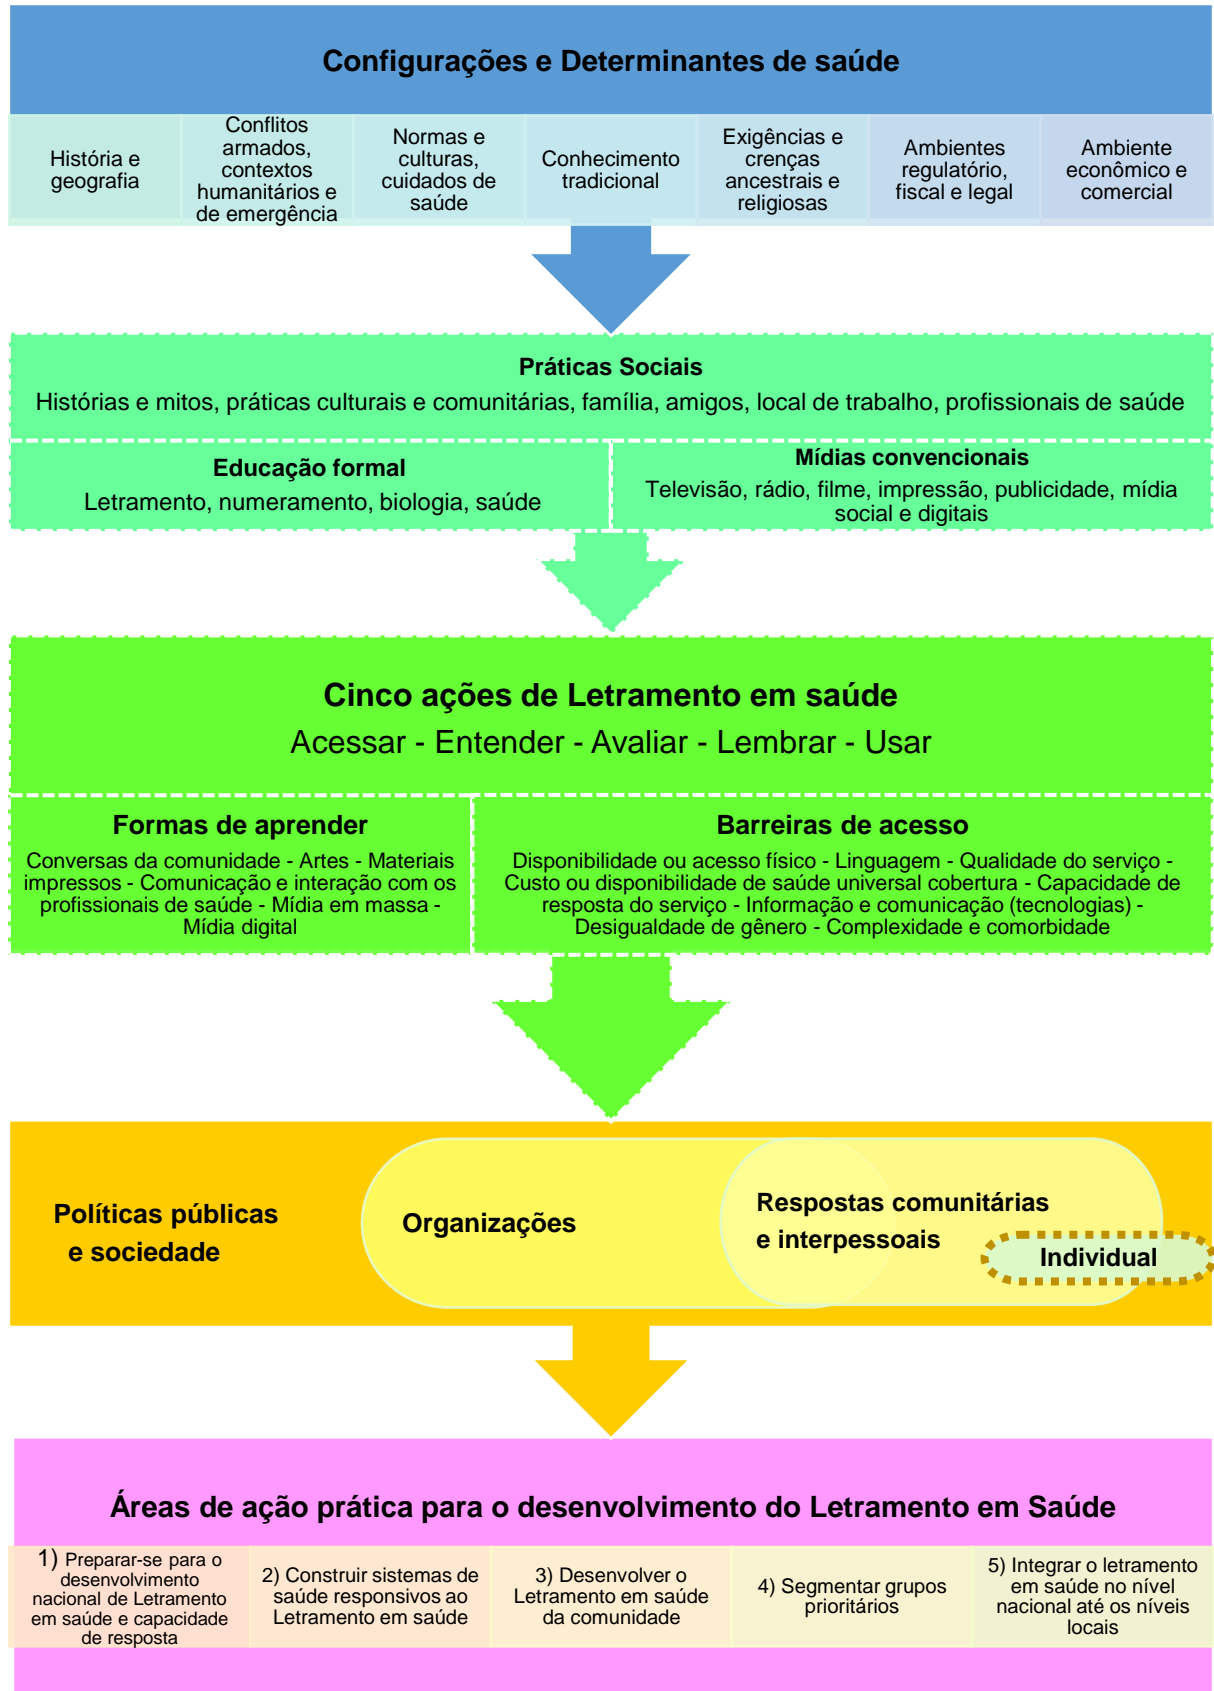 Configurações e Determinantes de saúde
História e
geografia
Conflitos
armados,
contextos
humanitários e
de emergência
Normas e
culturas,
cuidados de
saúde
Conhecimento
tradicional
Exigências e
crenças
ancestrais e
religiosas
Ambientes
regulatório,
fiscal e legal
Ambiente
econômico e
comercial
Práticas Sociais
Histórias e mitos, práticas culturais e comunitárias, família, amigos, local de trabalho, profissionais de saúde
Educação formal
Letramento, numeramento, biologia, saúde
Mídias convencionais
Televisão, rádio, filme, impressão, publicidade, mídia
social e digitais
Cinco ações de Letramento em saúde
Acessar - Entender - Avaliar - Lembrar - Usar
Formas de aprender
Conversas da comunidade - Artes - Materiais
impressos - Comunicação e interação com os
profissionais de saúde - Mídia em massa -
Mídia digital
Barreiras de acesso
Disponibilidade ou acesso físico - Linguagem - Qualidade do serviço -
Custo ou disponibilidade de saúde universal cobertura - Capacidade de
resposta do serviço - Informação e comunicação (tecnologias) -
Desigualdade de gênero - Complexidade e comorbidade
Políticas públicas
e sociedade
Organizações
Respostas comunitárias
e interpessoais
Individual
Áreas de ação prática para o desenvolvimento do Letramento em Saúde
1) Preparar-se para o
desenvolvimento
nacional de Letramento
em saúde e capacidade
de resposta
2) Construir sistemas de
saúde responsivos ao
Letramento em saúde
3) Desenvolver o
Letramento em saúde
da comunidade
4) Segmentar grupos
prioritários
5) Integrar o letramento
em saúde no nível
nacional até os níveis
locais